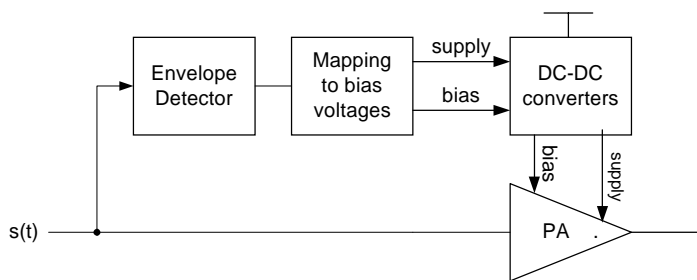 Envelope
Detector
Mapping
to bias
voltages
supply
bias
DC-DC
converters
bias
supply
s(t)
PA
.